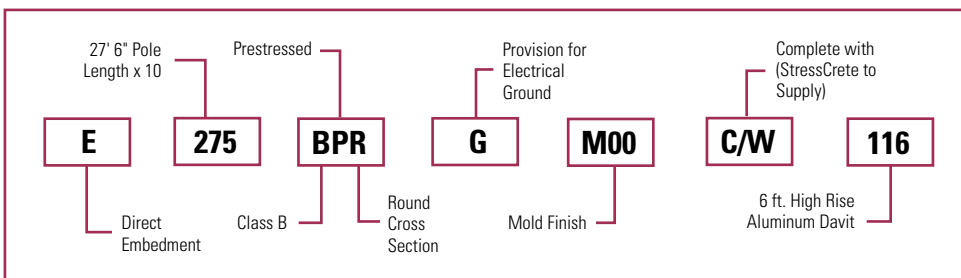 27' 6" Pole
Length x 10
Prestressed
Provision for
Electrical
Ground
Complete with
(StressCrete to
Supply)
E
275
BPR
G
M00
C/W
116
Direct
Embedment
Class B
Round
Cross
Section
Mold Finish
6 ft. High Rise
Aluminum Davit